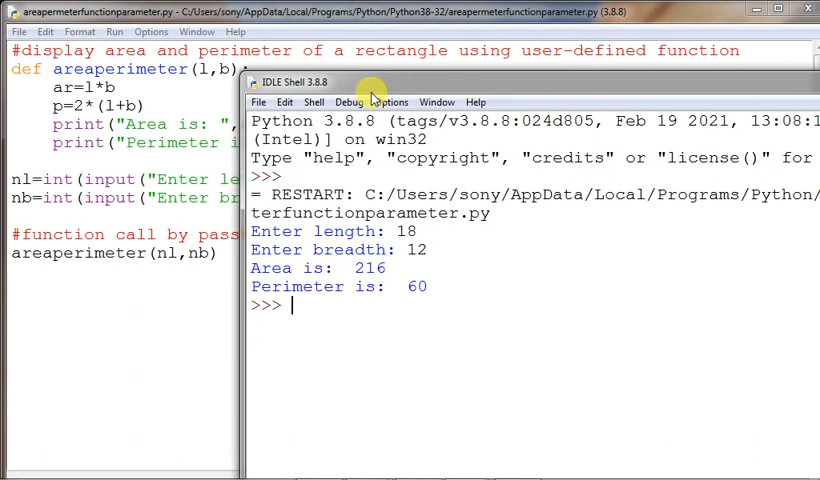 areapermeterfunctionparameter.py - C:/Users/sony/AppData/Local/Programs/Python/Python38-32/areapermeterfunctionparameter.py (3.8.8)
File Edit Format Run Options Window Help
#display area and perimeter of a rectangle using user-defined function
def areaperimeter(l,b):
ar=l*b
p=2*(l+b)
print("Area is: ",
print("Perimeter i
nl=int(input("Enter le
nb=int(input("Enter br
#function call by pass
areaperimeter(nl,nb)
IDLE Shell 3.8.8
File Edit Shell Debug Options Window Help
Python 3.8.8 (tags/v3.8.8:024d805, Feb 19 2021, 13:08:1
(Intel)] on win32
Type "help", "copyright", "credits" or "license()" for
>>>
= RESTART: C:/Users/sony/AppData/Local/Programs/Python/
terfunctionparameter.py
Enter length: 18
Enter breadth: 12
Area is:  216
Perimeter is:  60
>>>